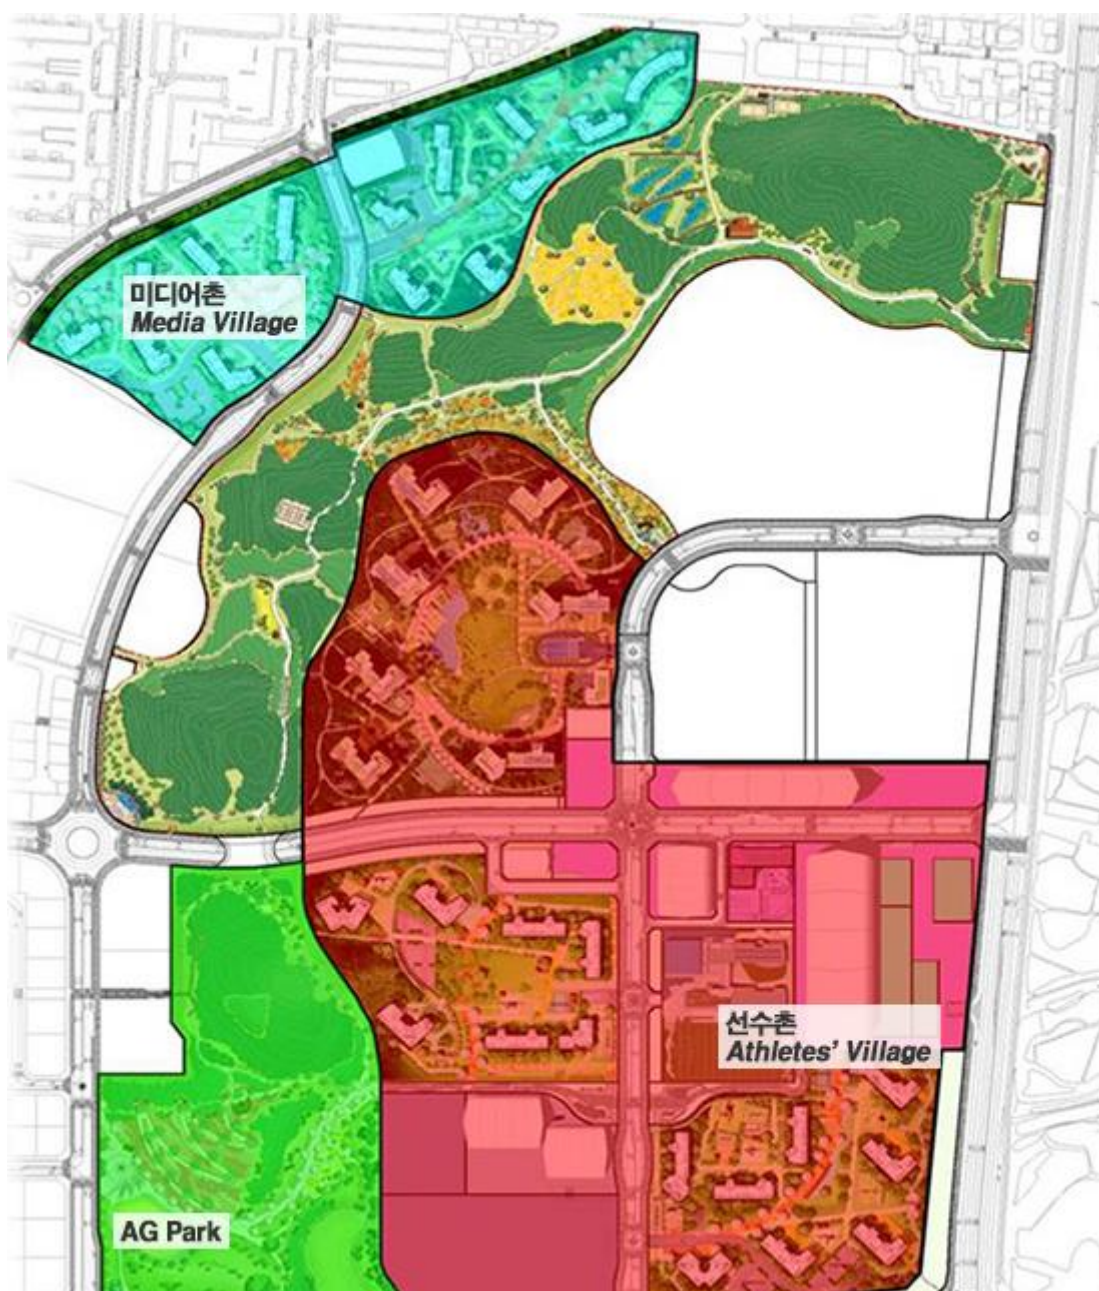 미디어촌
Media Village
선수촌
Athletes' Village
AG Park